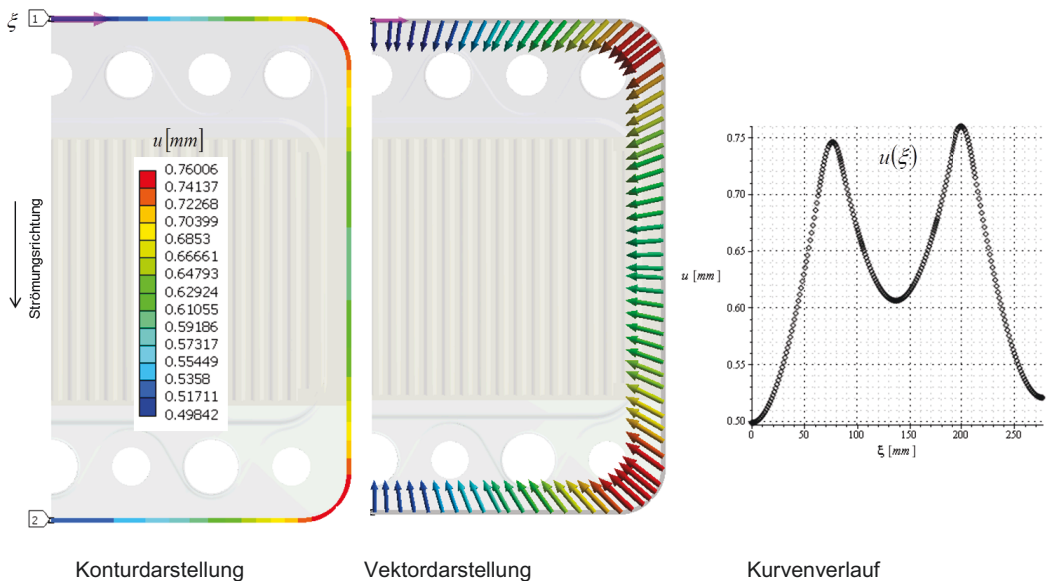 ξ
1
u [mm]
0.76006
0.74137
0.72268
0.70399
0.6853
0.66661
0.64793
0.62924
0.61055
0.59186
0.57317
0.55449
0.5358
0.51711
0.49842
Strömungsrichtung
2
u(ξ)
0.75
0.70
0.65
0.60
0.55
0.50
u [mm]
0 50 100 150 200 250
ξ [mm]
Konturdarstellung
Vektordarstellung
Kurvenverlauf